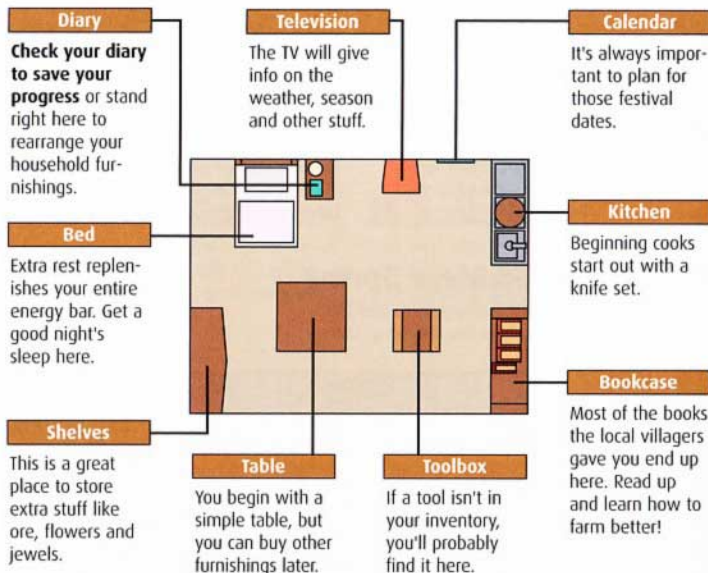 Diary
Check your diary
to save your
progress or stand
right here to
rearrange your
household fur-
nishings.
Television
The TV will give
info on the
weather, season
and other stuff.
Calendar
It's always impor-
tant to plan for
those festival
dates.
Bed
Extra rest replen-
ishes your entire
energy bar. Get a
good night's
sleep here.
Kitchen
Beginning cooks
start out with a
knife set.
Shelves
This is a great
place to store
extra stuff like
ore, flowers and
jewels.
Table
You begin with a
simple table, but
you can buy other
furnishings later.
Toolbox
If a tool isn't in
your inventory,
you'll probably
find it here.
Bookcase
Most of the books
the local villagers
gave you end up
here. Read up
and learn how to
farm better!